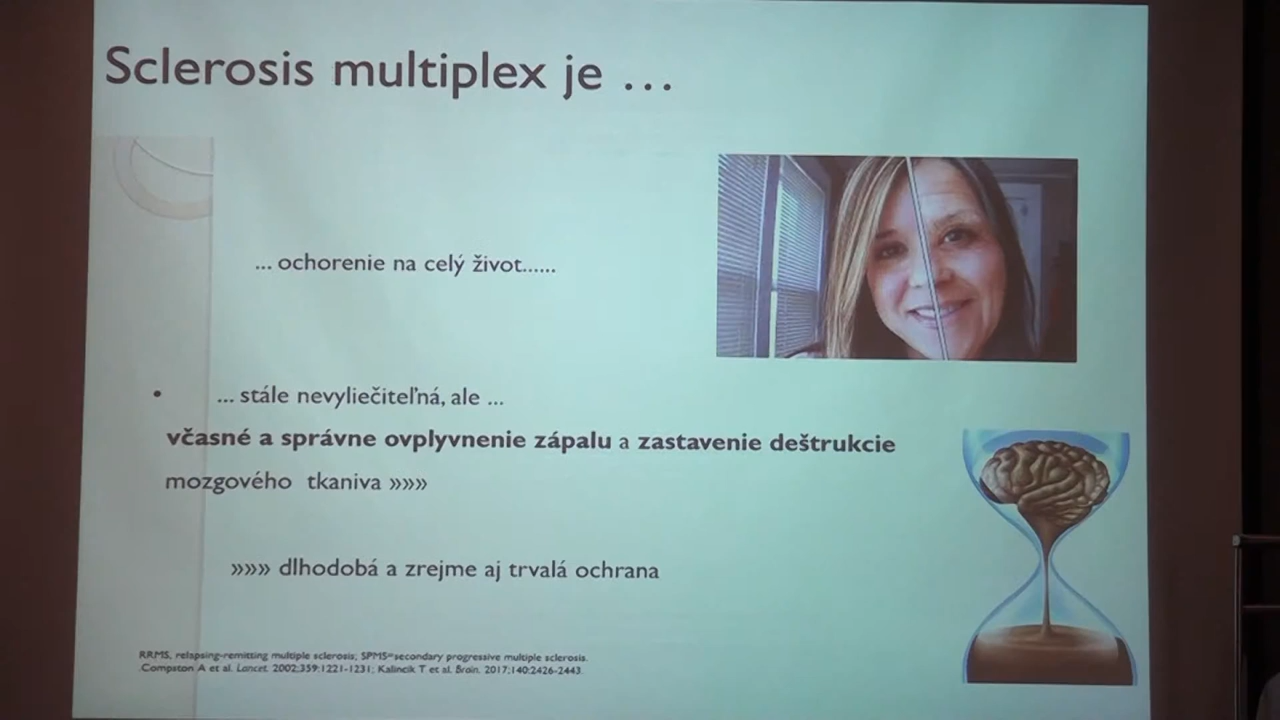 Sclerosis multiplex je ...
... ochorenie na celý život......
• ... stále nevyliečiteľná, ale ...
včasné a správne ovplyvnenie zápalu a zastavenie deštrukcie
mozgového tkaniva »»»
»»» dlhodobá a zrejme aj trvalá ochrana
RRMS, relapsing-remitting multiple sclerosis; SPMS=secondary progressive multiple sclerosis.
Compston A et al. Lancet. 2002;359:1221-1231; Kalincik T et al. Brain. 2017;140:2426-2443.